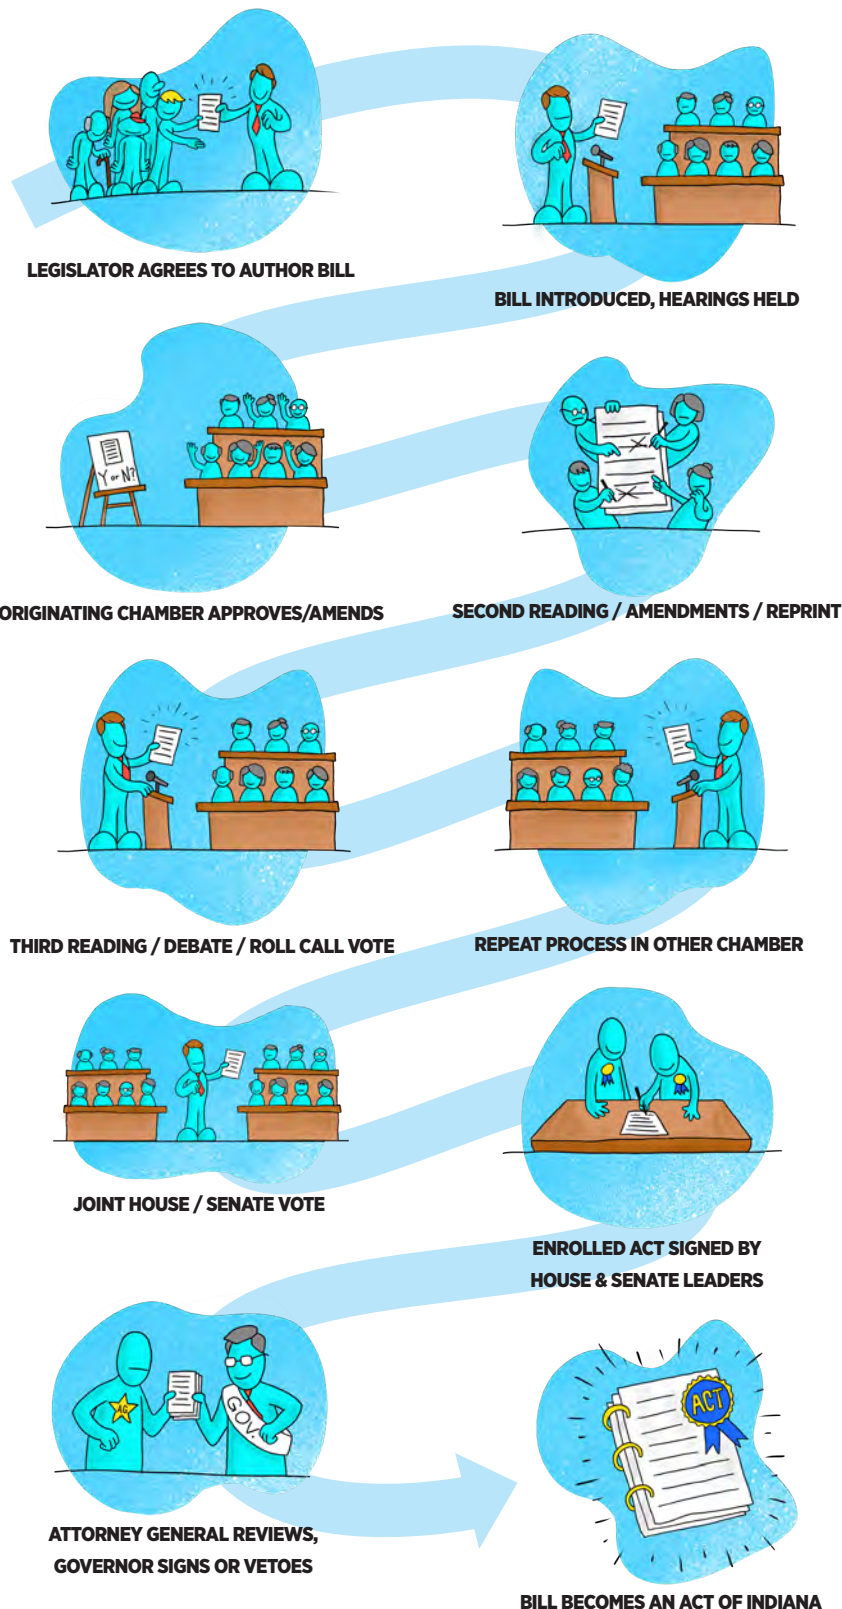 LEGISLATOR AGREES TO AUTHOR BILL
BILL INTRODUCED, HEARINGS HELD
Y or N?
ORIGINATING CHAMBER APPROVES/AMENDS
SECOND READING / AMENDMENTS / REPRINT
THIRD READING / DEBATE / ROLL CALL VOTE
REPEAT PROCESS IN OTHER CHAMBER
JOINT HOUSE / SENATE VOTE
ENROLLED ACT SIGNED BY
HOUSE & SENATE LEADERS
AG
GOV.
ATTORNEY GENERAL REVIEWS,
GOVERNOR SIGNS OR VETOES
ACT
BILL BECOMES AN ACT OF INDIANA